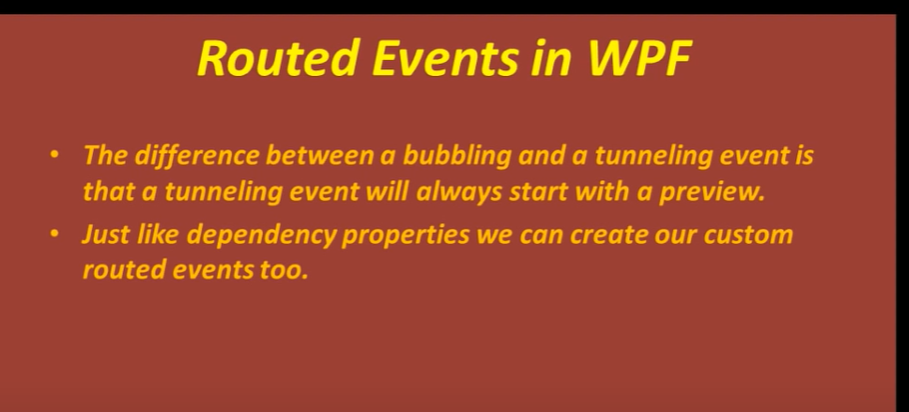 Routed Events in WPF
• The difference between a bubbling and a tunneling event is
that a tunneling event will always start with a preview.
• Just like dependency properties we can create our custom
routed events too.